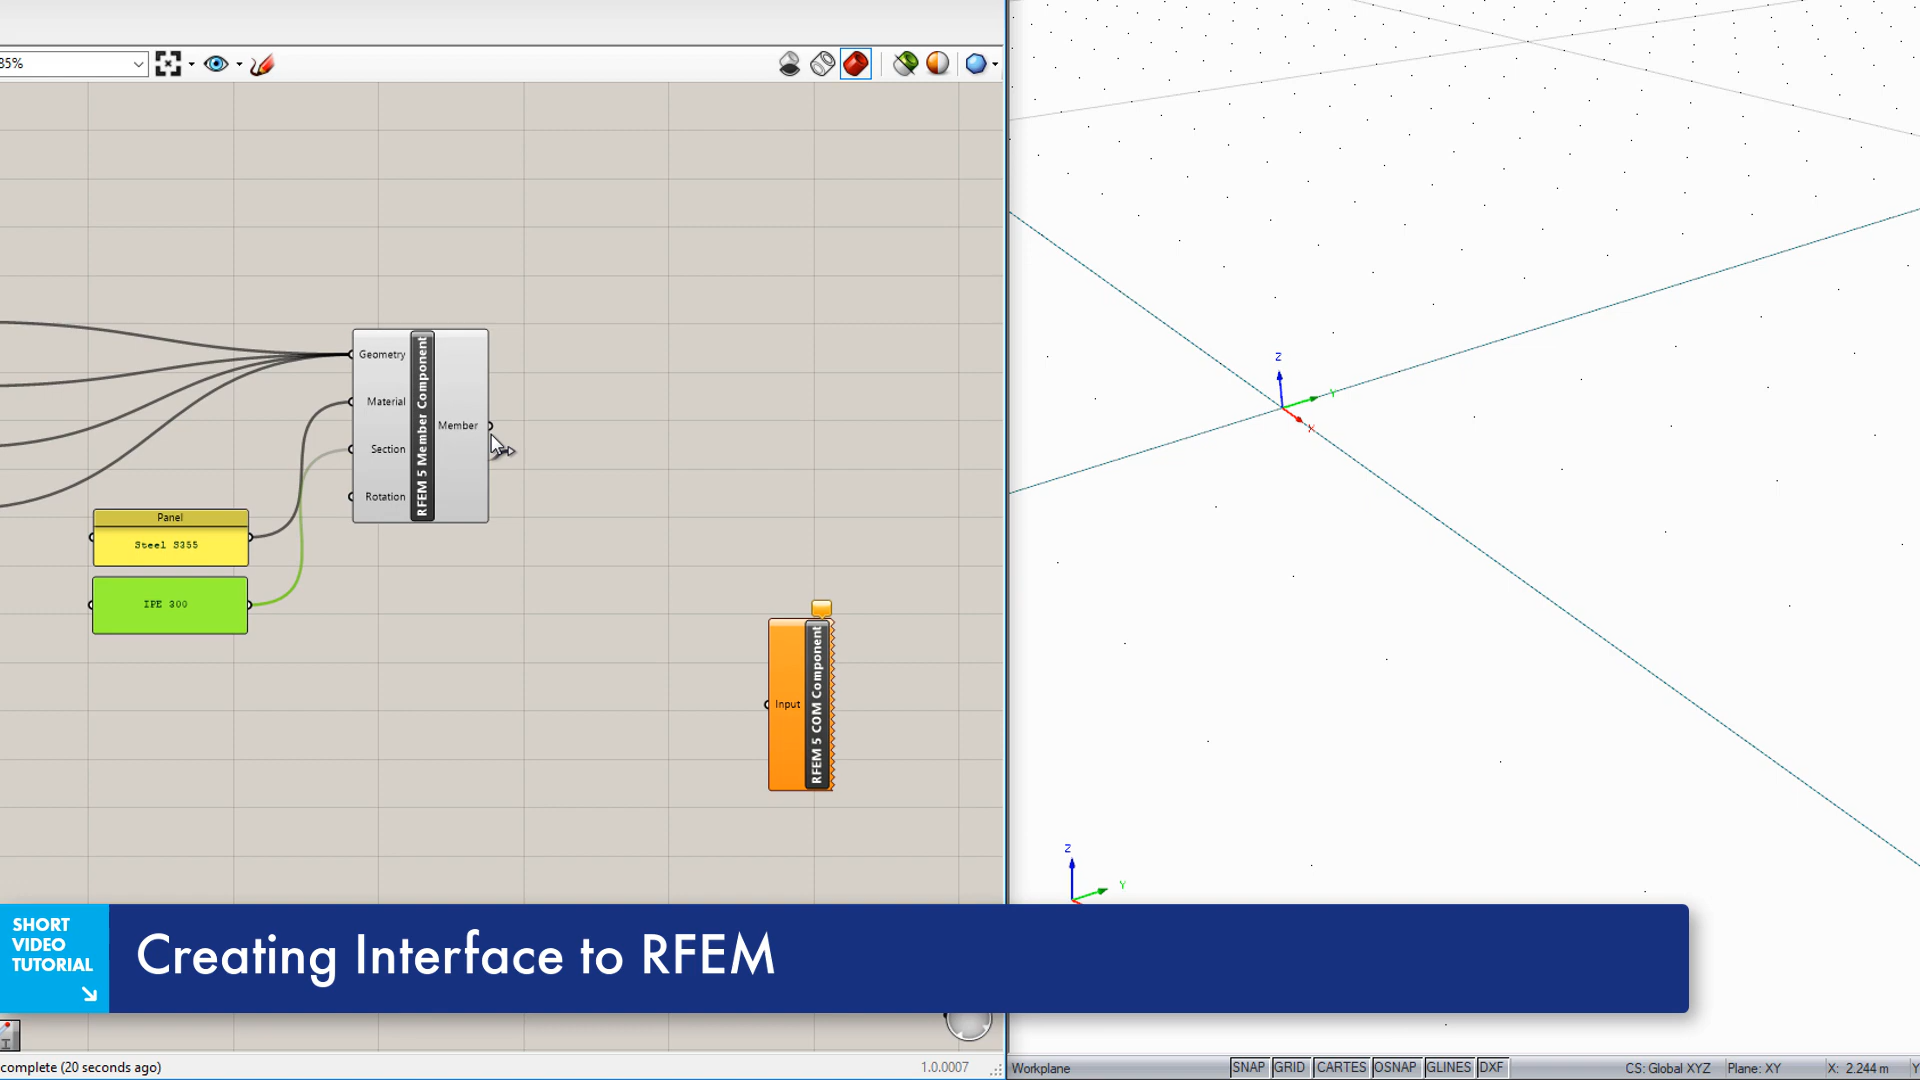 35%
Geometry
Material
Section
Rotation
RFEM 5 Member Component
Member
Panel
Steel S355
IPE 300
Input
RFEM 5 COM Component
Z
Y
X
Z
Y
SHORT
VIDEO
TUTORIAL
Creating Interface to RFEM
complete (20 seconds ago)
1.0.0007
Workplane
SNAP
GRID
CARTES
OSNAP
GLINES
DXF
CS: Global XYZ
Plane: XY
X: 2.244 m